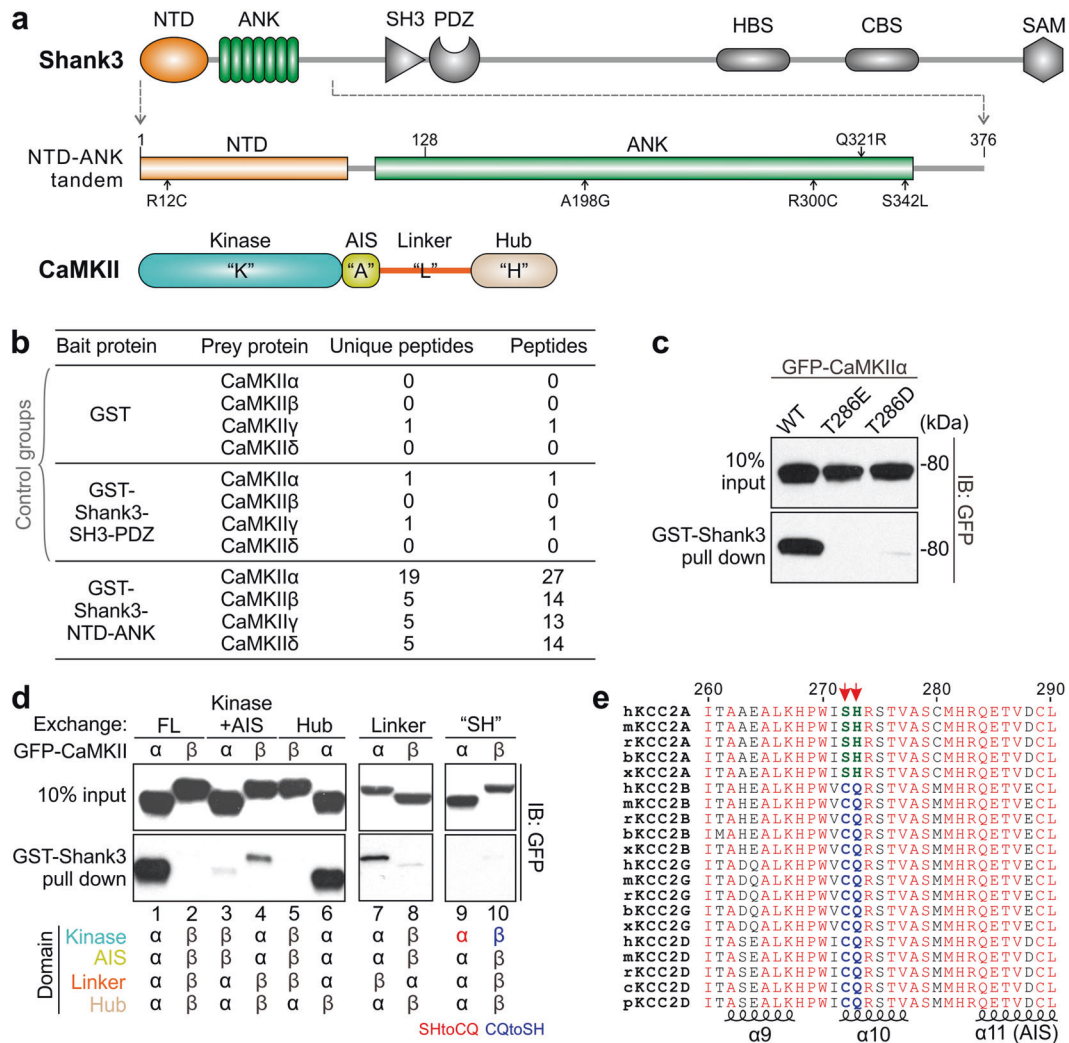 a
NTD ANK SH3 PDZ HBS CBS SAM
Shank3
1 NTD 128 ANK Q321R 376
NTD-ANK
tandem
R12C A198G R300C S342L
Kinase AIS Linker Hub
CaMKII "K" "A" "L" "H"
b
Bait protein Prey protein Unique peptides Peptides
Control groups
GST
CaMKIIα 0 0
CaMKIIβ 0 0
CaMKIIγ 1 1
CaMKIIδ 0 0
GST-
Shank3-
SH3-PDZ
CaMKIIα 1 1
CaMKIIβ 0 0
CaMKIIγ 1 1
CaMKIIδ 0 0
GST-
Shank3-
NTD-ANK
CaMKIIα 19 27
CaMKIIβ 5 14
CaMKIIγ 5 13
CaMKIIδ 5 14
c
GFP-CaMKIIα
WT T286E T286D (kDa)
10%
input
-80
GST-Shank3
pull down
-80
IB: GFP
d
Exchange: FL Kinase
+AIS Hub Linker "SH"
GFP-CaMKII α β α β β α β β α β
10% input
GST-Shank3
pull down
IB: GFP
1 2 3 4 5 6 7 8 9 10
Domain
Kinase α β β α β α α β α β
AIS α β β α β α α β α β
Linker α β α β β α β α α β
Hub α β α β α β α β α β
SHtoCQ CQtoSH
e
260 270 280 290
hKCC2A ITAAEALKHPWISHRSTVASCMHRQETVDCL
mKCC2A ITAAEALKHPWISHRSTVASCMHRQETVDCL
rKCC2A ITAAEALKHPWISHRSTVASCMHRQETVDCL
bKCC2A ITAAEALKHPWISHRSTVASCMHRQETVDCL
xKCC2A ITAAEALKHPWISHRSTVASCMHRQETVDCL
hKCC2B ITAHEALKHPWVCQRSTVASMMHRQETVECL
mKCC2B ITAHEALKHPWVCQRSTVASMMHRQETVECL
rKCC2B ITAHEALKHPWVCQRSTVASMMHRQETVECL
bKCC2B IMAHEALKHPWVCQRSTVASMMHRQETVECL
xKCC2B ITAHEALKHPWVCQRSTVASMMHRQETVECL
hKCC2G ITADQALKHPWVCQRSTVASMMHRQETVECL
mKCC2G ITADQALKHPWVCQRSTVASMMHRQETVECL
rKCC2G ITADQALKHPWVCQRSTVASMMHRQETVECL
bKCC2G ITADQALKHPWVCQRSTVASMMHRQETVECL
xKCC2G ITADQALKHPWVCQRSTVASMMHRQETVECL
hKCC2D ITASEALKHPWICQRSTVASMMHRQETVDCL
mKCC2D ITASEALKHPWICQRSTVASMMHRQETVDCL
rKCC2D ITASEALKHPWICQRSTVASMMHRQETVDCL
cKCC2D ITASEALKHPWICQRSTVASMMHRQETVDCL
pKCC2D ITASEALKHPWICQRSTVASMMHRQETVDCL
α9 α10 α11 (AIS)